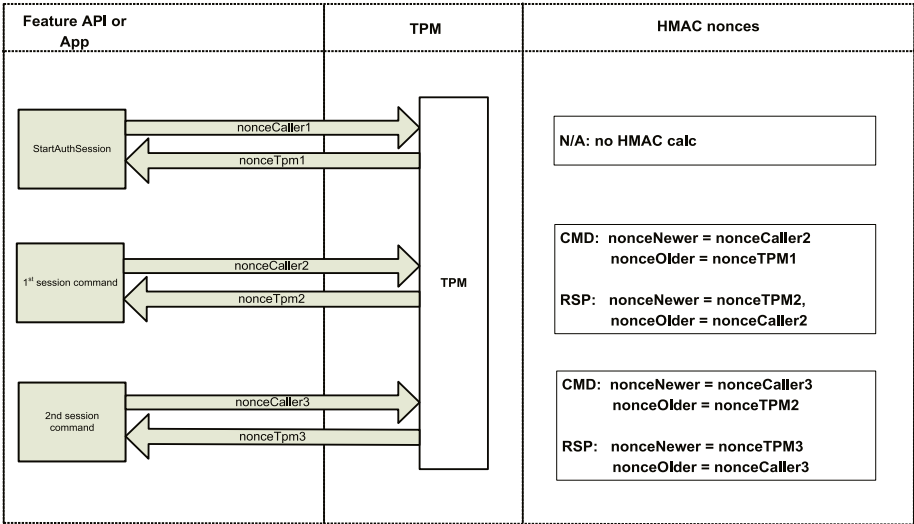 Feature API or
App
TPM
HMAC nonces
StartAuthSession
nonceCaller1
nonceTpm1
N/A: no HMAC calc
1st session command
nonceCaller2
nonceTpm2
TPM
CMD: nonceNewer = nonceCaller2
nonceOlder = nonceTPM1
RSP: nonceNewer = nonceTPM2,
nonceOlder = nonceCaller2
2nd session
command
nonceCaller3
nonceTpm3
CMD: nonceNewer = nonceCaller3
nonceOlder = nonceTPM2
RSP: nonceNewer = nonceTPM3
nonceOlder = nonceCaller3